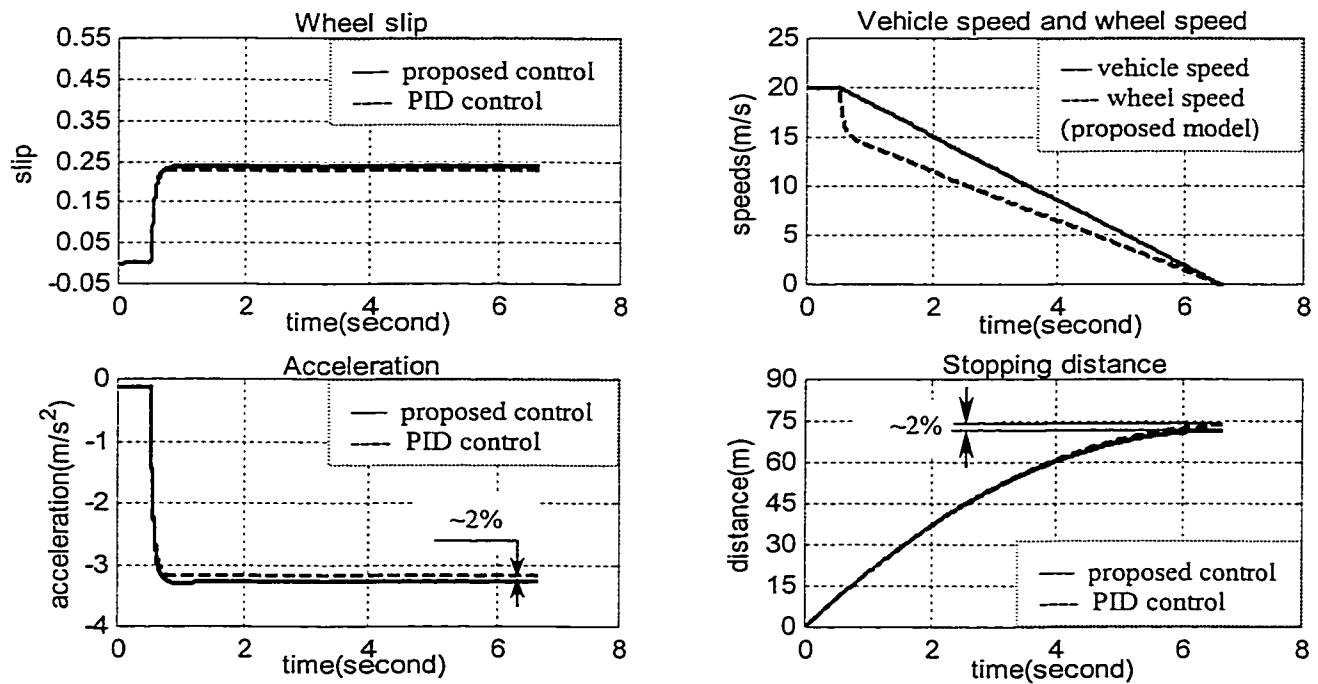 Wheel slip
0.55
0.45
0.35
0.25
0.15
0.05
-0.05
slip
proposed control
PID control
0 2 4 6 8
time(second)
Vehicle speed and wheel speed
25
20
15
10
5
0
speeds(m/s)
vehicle speed
wheel speed
(proposed model)
0 2 4 6 8
time(second)
Acceleration
0
-1
-2
-3
-4
acceleration(m/s²)
proposed control
PID control
~2%
0 2 4 6 8
time(second)
Stopping distance
90
75
60
45
30
15
0
distance(m)
~2%
proposed control
PID control
0 2 4 6 8
time(second)